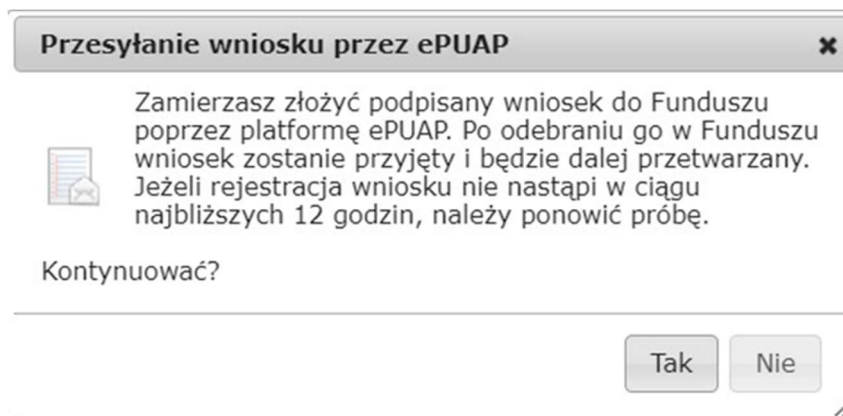 Przesyłanie wniosku przez ePUAP
Zamierzasz złożyć podpisany wniosek do Funduszu
poprzez platformę ePUAP. Po odebraniu go w Funduszu
wniosek zostanie przyjęty i będzie dalej przetwarzany.
Jeżeli rejestracja wniosku nie nastąpi w ciągu
najbliższych 12 godzin, należy ponowić próbę.
Kontynuować?
Tak Nie